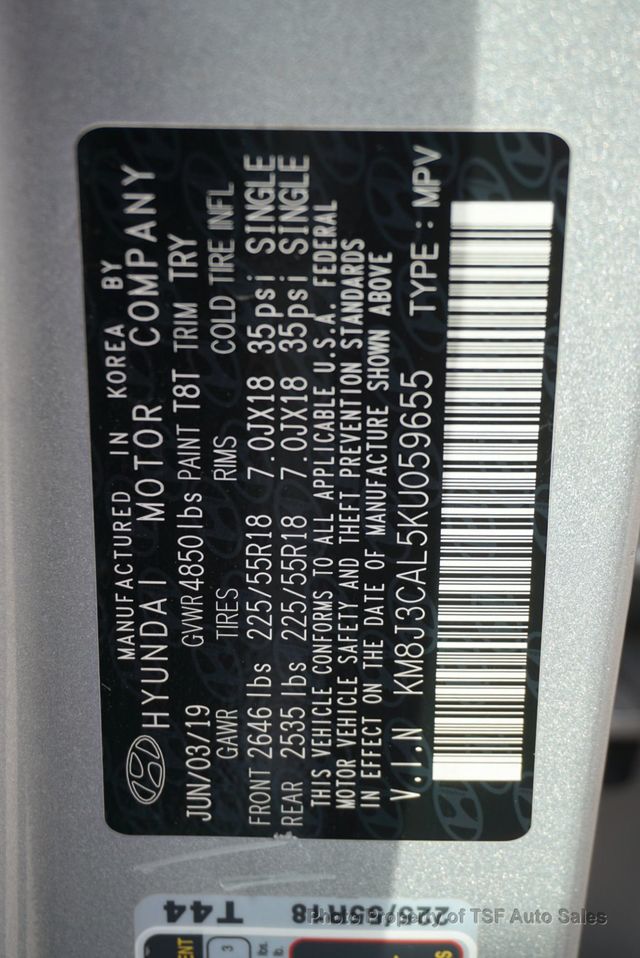 MANUFACTURED IN KOREA BY
HYUNDAI MOTOR COMPANY
JUN/03/19 GVWR 4850 lbs PAINT T8T TRIM TRY
GAWR TIRES RIMS COLD TIRE INFL
FRONT 2646 lbs 225/55R18 7.0JX18 35psi SINGLE
REAR 2535 lbs 225/55R18 7.0JX18 35psi SINGLE
THIS VEHICLE CONFORMS TO ALL APPLICABLE U.S.A. FEDERAL
MOTOR VEHICLE SAFETY AND THEFT PREVENTION STANDARDS
IN EFFECT ON THE DATE OF MANUFACTURE SHOWN ABOVE
V.I.N KM8J3CAL5KU059655 TYPE : MPV
T44 225/55R18
3
lbs.
Photo Property of TSF Auto Sales